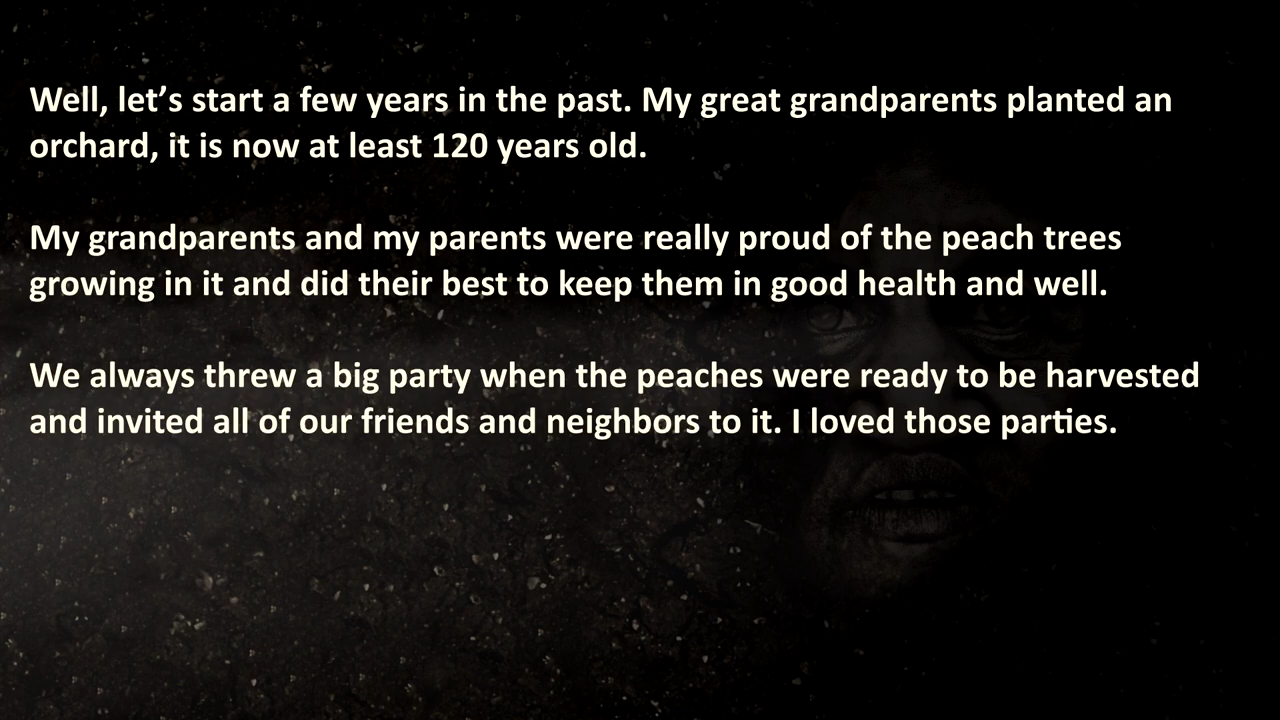 Well, let’s start a few years in the past. My great grandparents planted an
orchard, it is now at least 120 years old.
My grandparents and my parents were really proud of the peach trees
growing in it and did their best to keep them in good health and well.
We always threw a big party when the peaches were ready to be harvested
and invited all of our friends and neighbors to it. I loved those parties.